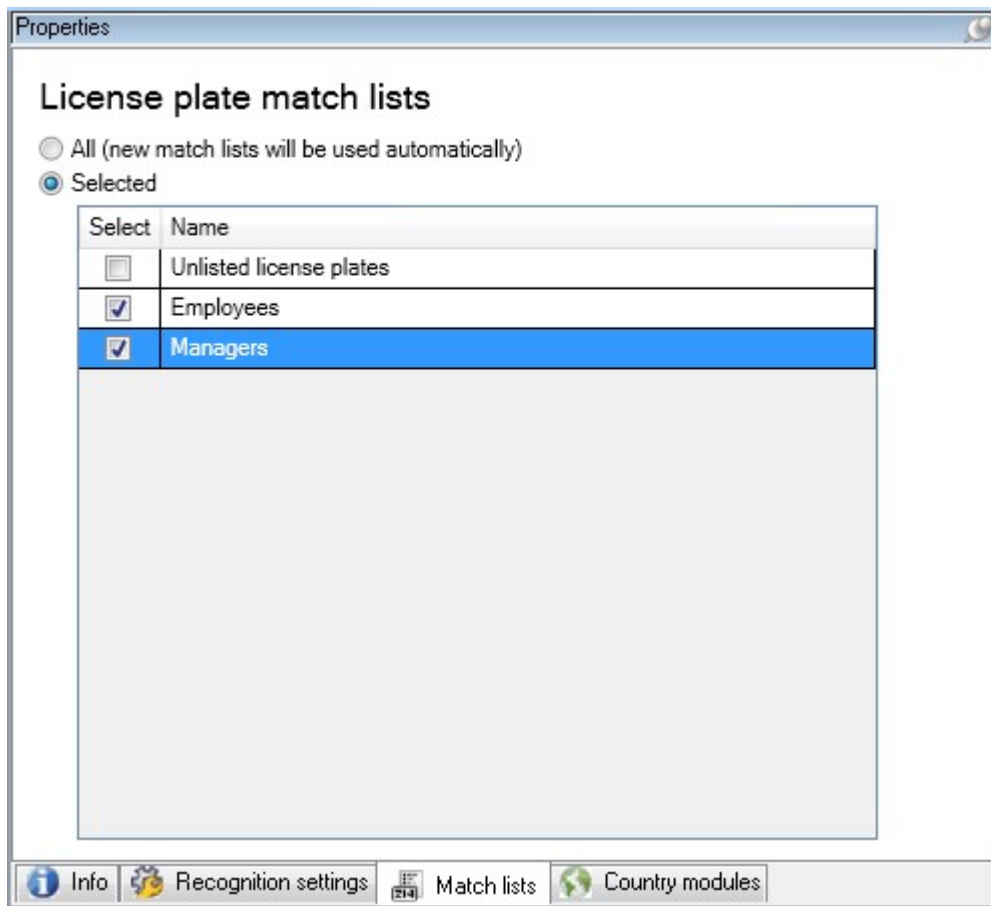 Properties
License plate match lists
All (new match lists will be used automatically)
Selected
Select Name
Unlisted license plates
Employees
Managers
Info Recognition settings Match lists Country modules